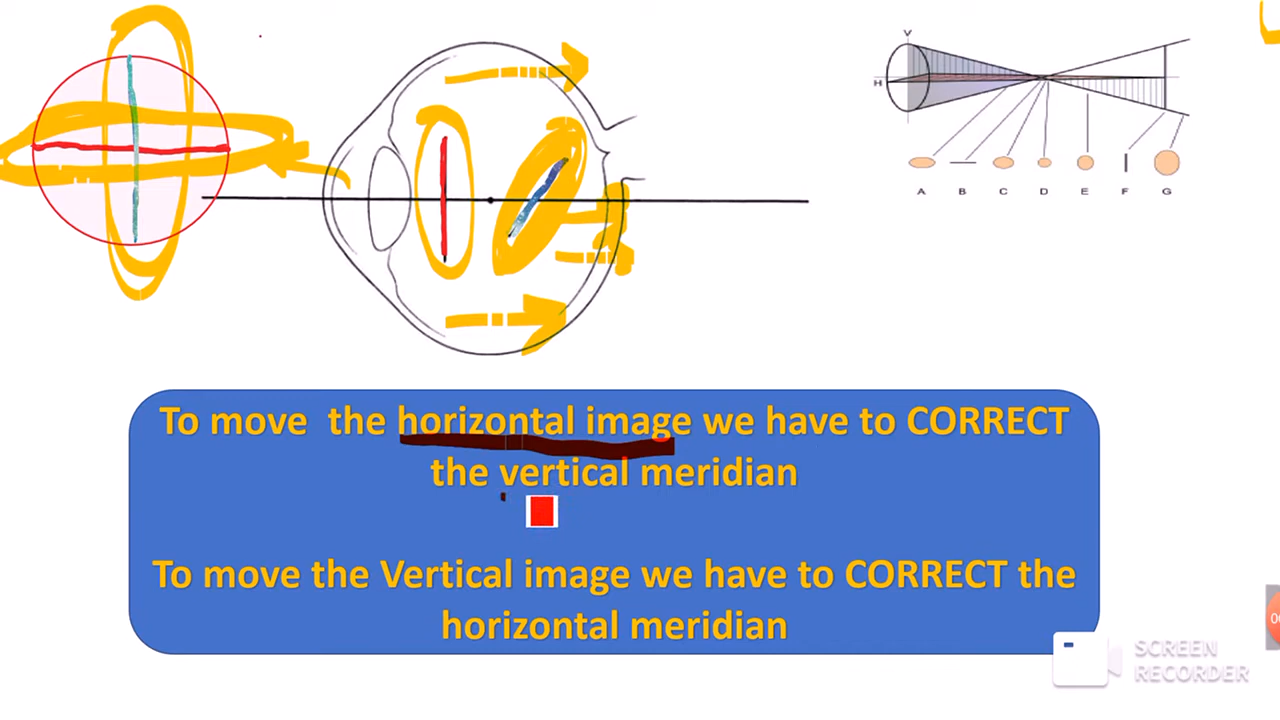 V
H
A B C D E F G
To move the horizontal image we have to CORRECT
the vertical meridian
To move the Vertical image we have to CORRECT the
horizontal meridian
SCREEN
RECORDER